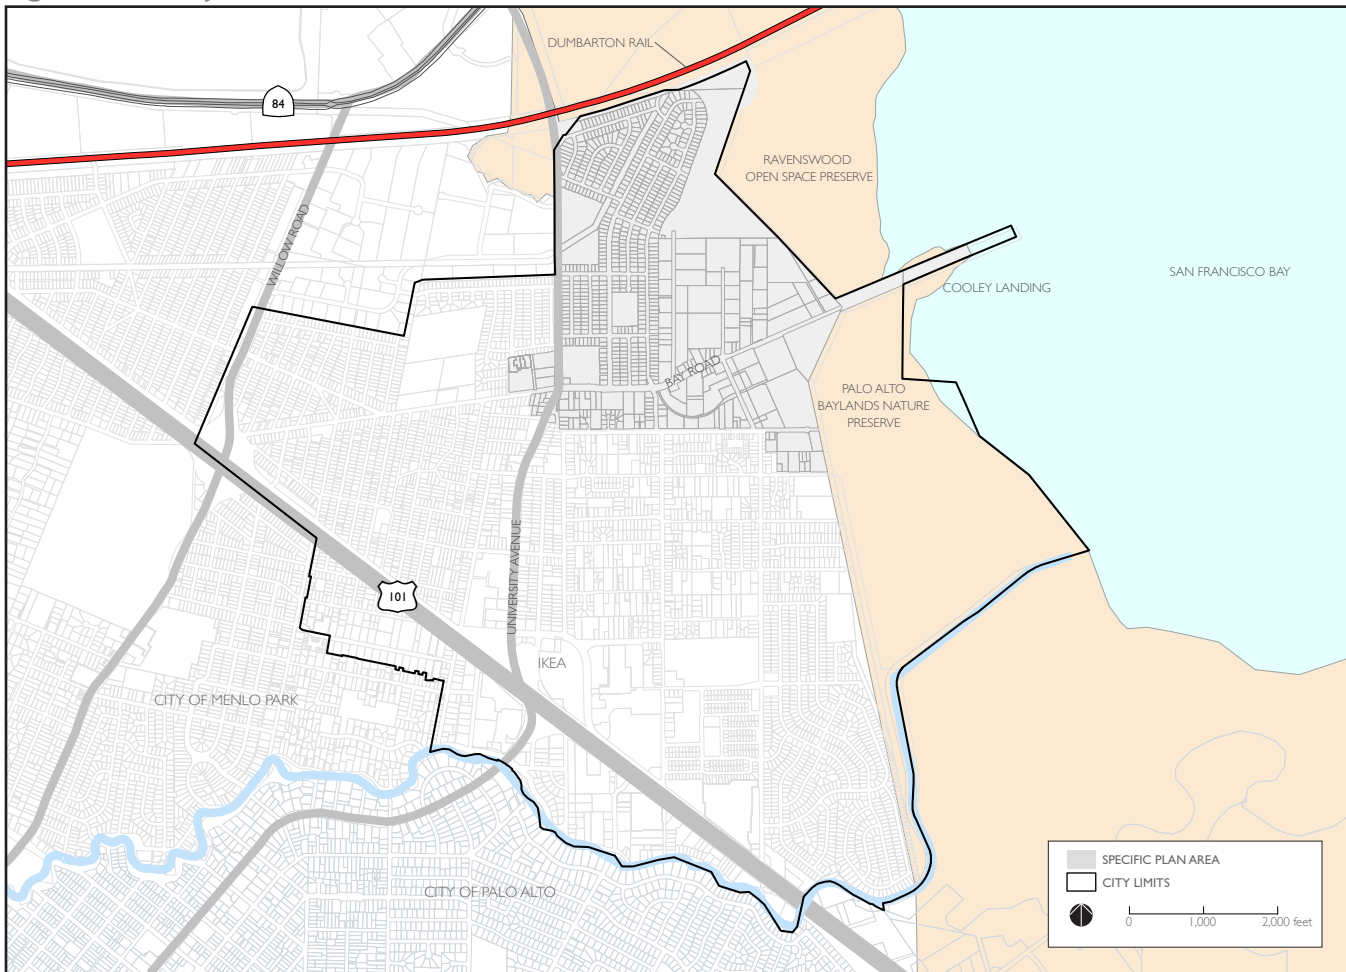 DUMBARTON RAIL
84
RAVENSWOOD
OPEN SPACE PRESERVE
WILLOW ROAD
SAN FRANCISCO BAY
COOLEY LANDING
BAY ROAD
PALO ALTO
BAYLANDS NATURE
PRESERVE
UNIVERSITY AVENUE
101
IKEA
CITY OF MENLO PARK
CITY OF PALO ALTO
SPECIFIC PLAN AREA
CITY LIMITS
0 1,000 2,000 feet